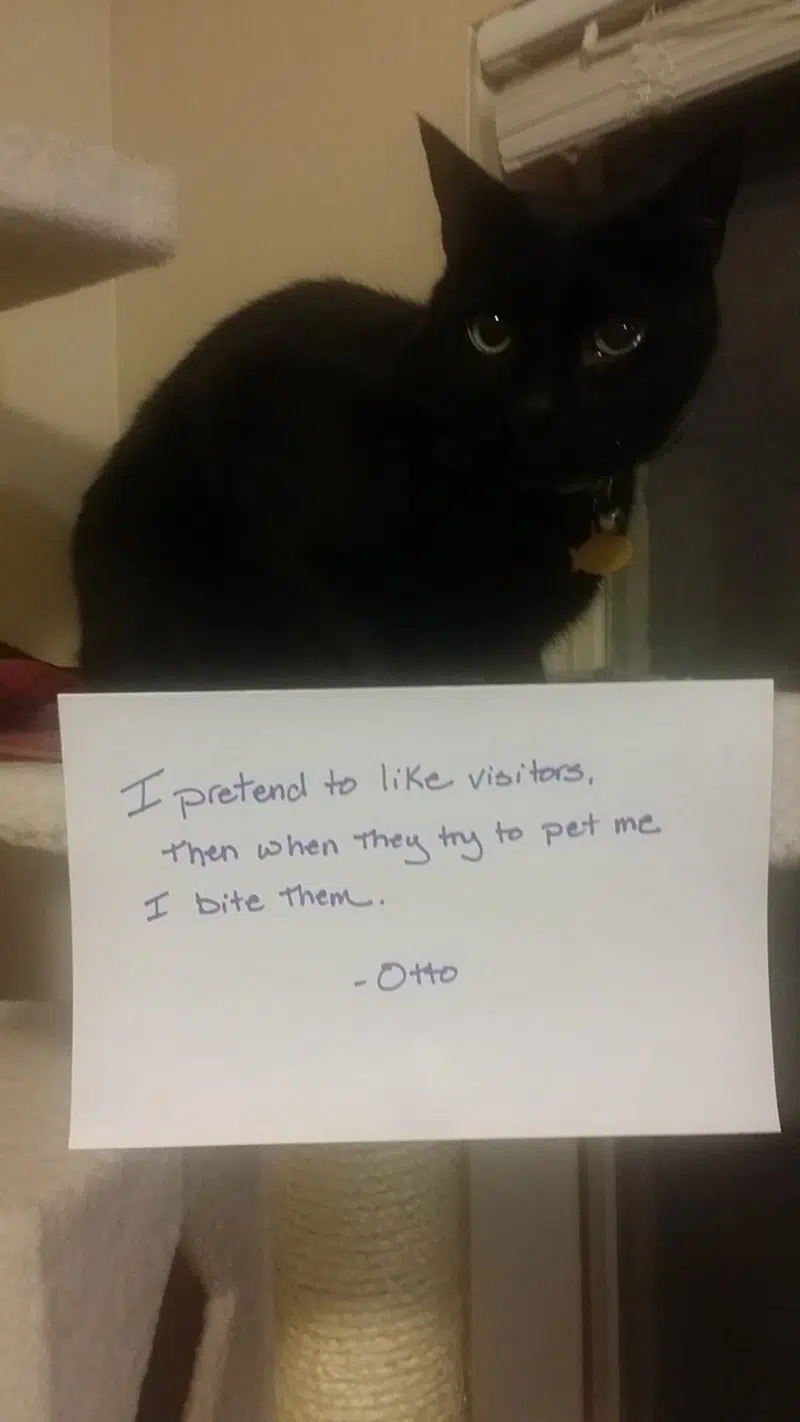 I pretend to like visitors,
then when they try to pet me
I bite them.
- Otto